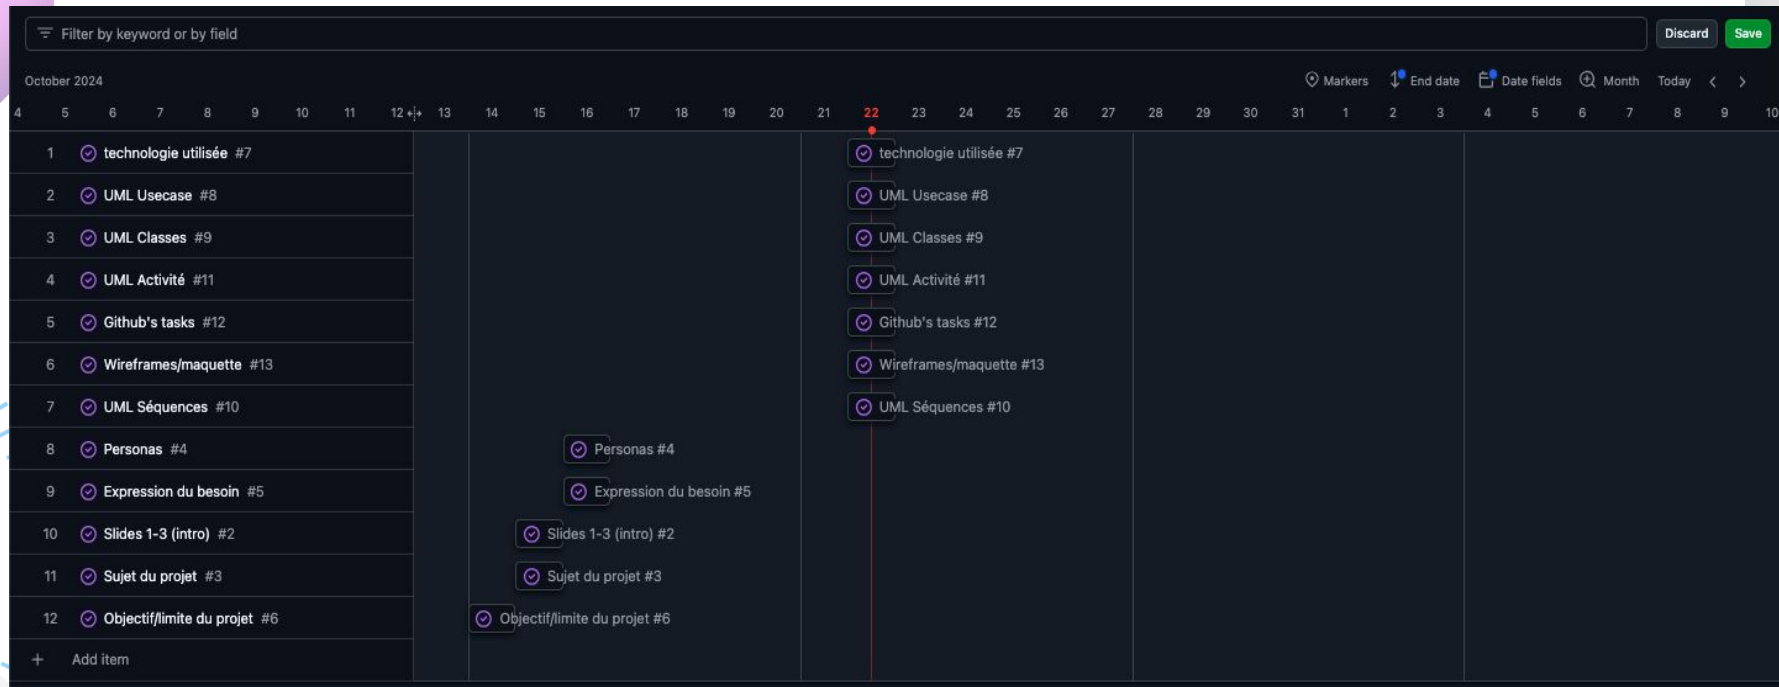 Filter by keyword or by field Discard Save
October 2024 Markers End date Date fields Month Today
4 5 6 7 8 9 10 11 12 13 14 15 16 17 18 19 20 21 22 23 24 25 26 27 28 29 30 31 1 2 3 4 5 6 7 8 9 10
1 technologie utilisée #7 technologie utilisée #7
2 UML Usecase #8 UML Usecase #8
3 UML Classes #9 UML Classes #9
4 UML Activité #11 UML Activité #11
5 Github's tasks #12 Github's tasks #12
6 Wireframes/maquette #13 Wireframes/maquette #13
7 UML Séquences #10 UML Séquences #10
8 Personas #4 Personas #4
9 Expression du besoin #5 Expression du besoin #5
10 Slides 1-3 (intro) #2 Slides 1-3 (intro) #2
11 Sujet du projet #3 Sujet du projet #3
12 Objectif/limite du projet #6 Objectif/limite du projet #6
+ Add item